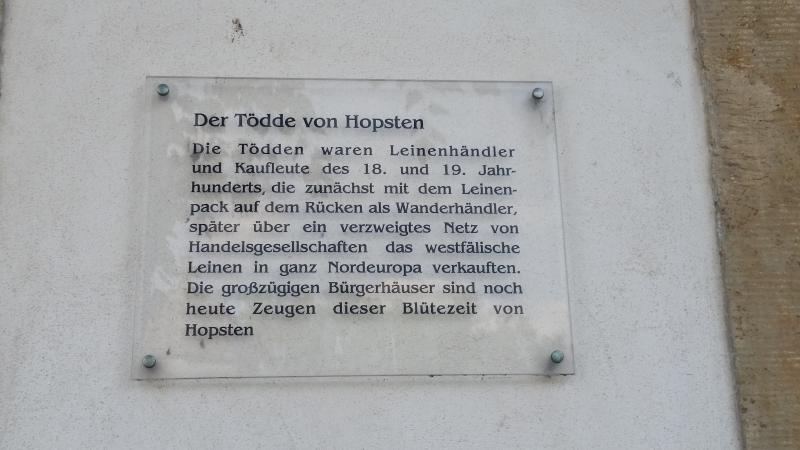 Der Tödde von Hopsten
Die Tödden waren Leinenhändler
und Kaufleute des 18. und 19. Jahr-
hunderts, die zunächst mit dem Leinen-
pack auf dem Rücken als Wanderhändler,
später über ein verzweigtes Netz von
Handelsgesellschaften das westfälische
Leinen in ganz Nordeuropa verkauften.
Die großzügigen Bürgerhäuser sind noch
heute Zeugen dieser Blütezeit von
Hopsten